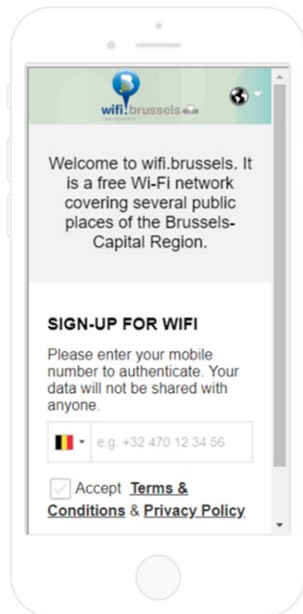 wifi.brussels
Welcome to wifi.brussels. It
is a free Wi-Fi network
covering several public
places of the Brussels-
Capital Region.
SIGN-UP FOR WIFI
Please enter your mobile
number to authenticate. Your
data will not be shared with
anyone.
e.g. +32 470 12 34 56
Accept Terms &
Conditions & Privacy Policy